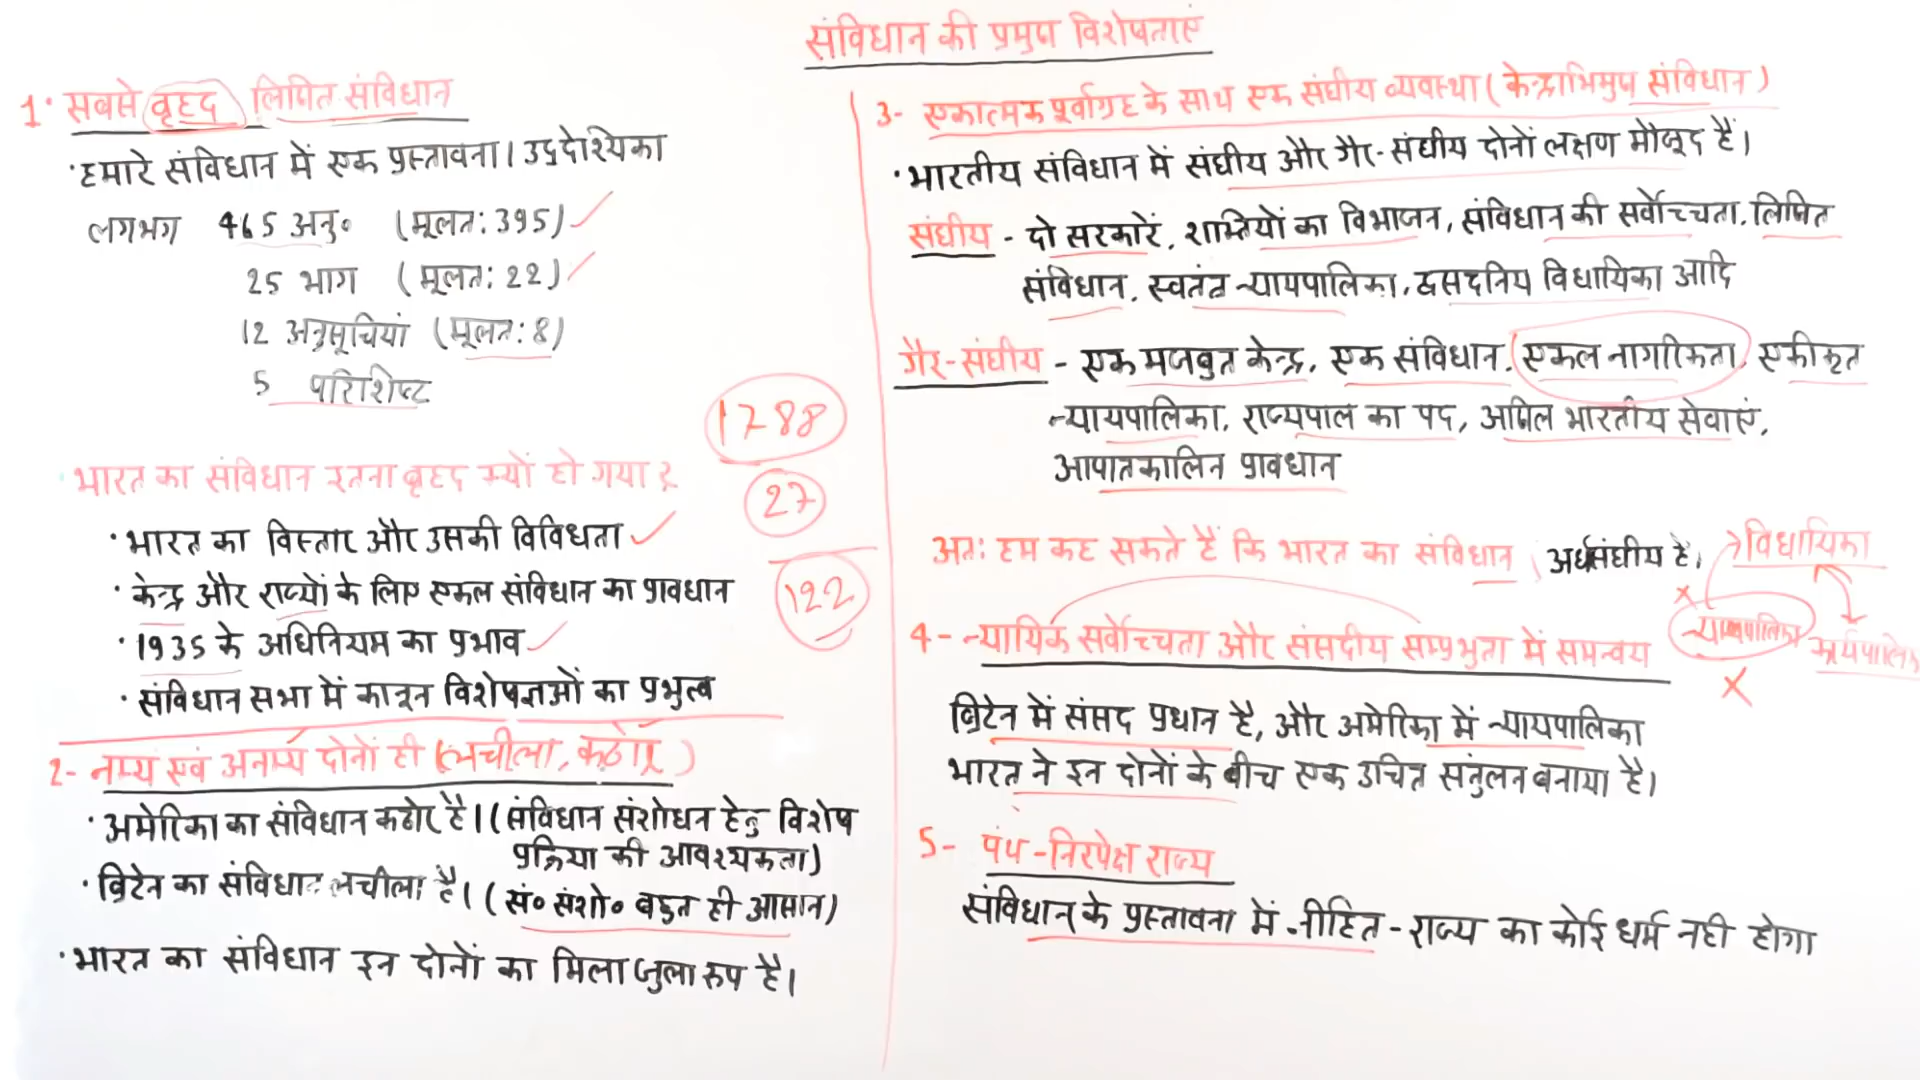 संविधान की प्रमुख विशेषताएं
1. सबसे वृहद लिखित संविधान
· हमारे संविधान में एक प्रस्तावना। उद्देश्यिका
लगभग 465 अनु० (मूलत: 395)
25 भाग (मूलत: 22)
12 अनुसूचियां (मूलत: 8)
5 परिशिष्ट
1788
27
122
· भारत का संविधान इतना वृहद क्यों हो गया?
· भारत का विस्तार और उसकी विविधता
· केन्द्र और राज्यों के लिए एकल संविधान का प्रावधान
· 1935 के अधिनियम का प्रभाव
· संविधान सभा में कानून विशेषज्ञओं का प्रभुत्व
2- नम्य एवं अनम्य दोनों ही (लचीला, कठोर)
· अमेरिका का संविधान कठोर है। (संविधान संशोधन हेतु विशेष
प्रक्रिया की आवश्यकता)
· ब्रिटेन का संविधान लचीला है। (सं० संशो० बहुत ही आसान)
· भारत का संविधान इन दोनों का मिला जुला रुप है।
3- एकात्मक पूर्वाग्रह के साथ एक संघीय व्यवस्था (केन्द्राभिमुख संविधान)
· भारतीय संविधान में संघीय और गैर-संघीय दोनों लक्षण मौजूद हैं।
संघीय - दो सरकारें, शक्तियों का विभाजन, संविधान की सर्वोच्चता, लिखित
संविधान, स्वतंत्र न्यायपालिका, द्वसदनिय विधायिका आदि
गैर-संघीय - एक मजबुत केन्द्र, एक संविधान, एकल नागरिकता, एकीकृत
न्यायपालिका, राज्यपाल का पद, अखिल भारतीय सेवाएं,
आपातकालिन प्रावधान
अत: हम कह सकते हैं कि भारत का संविधान अर्धसंघीय है।
विधायिका
न्यायपालिका कार्यपालिका
4- न्यायिक सर्वोच्चता और संसदीय सम्प्रभुता में समन्वय
ब्रिटेन में संसद प्रधान है, और अमेरिका में न्यायपालिका
भारत ने इन दोनों के बीच एक उचित संतुलन बनाया है।
5- पंथ-निरपेक्ष राज्य
संविधान के प्रस्तावना में नीहित - राज्य का कोई धर्म नही होगा